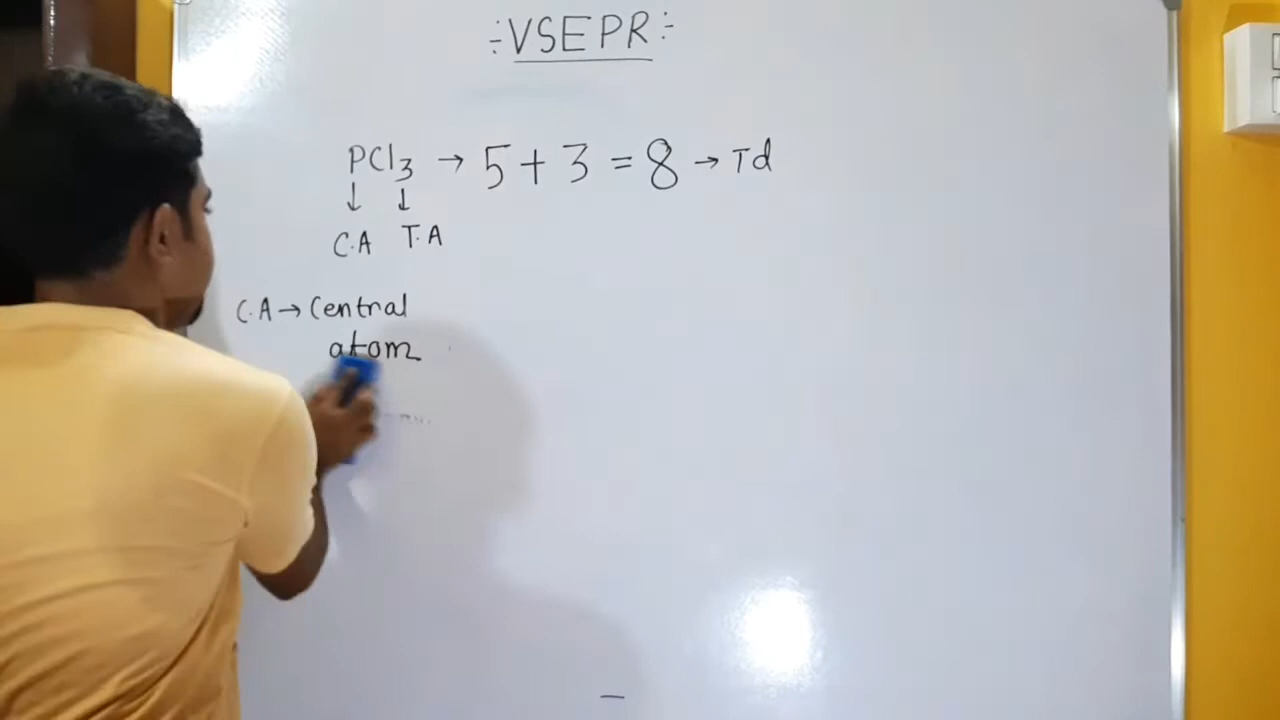 ÷VSEPR÷
PCl3 → 5 + 3 = 8 → Td
↓ ↓
C.A T.A
C.A → Central
atom